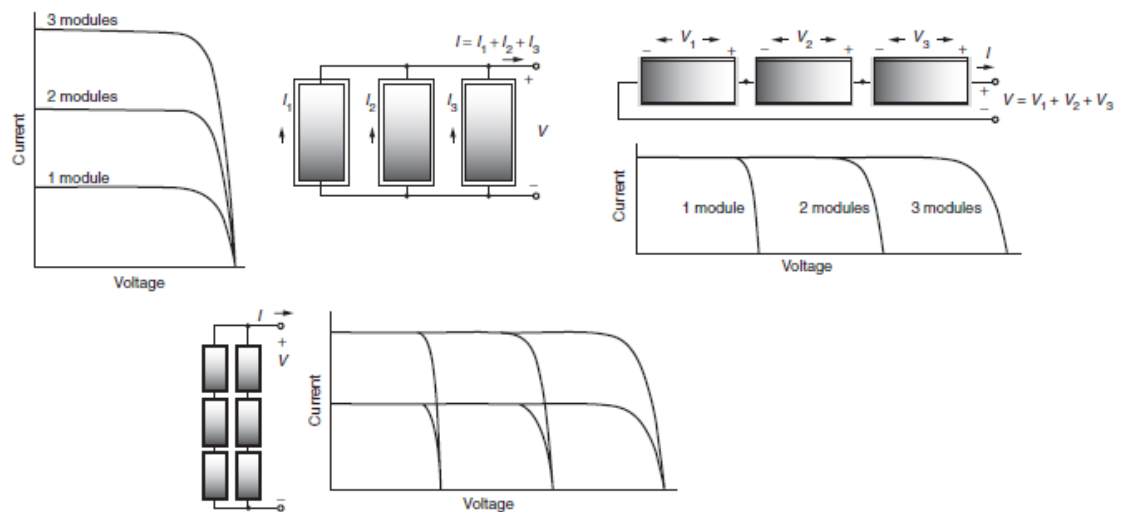 3 modules
2 modules
1 module
Current
Voltage
I = I1 + I2 + I3
I1
I2
I3
+
V
–
– V1 +
– V2 +
– V3 +
I
+
–
V = V1 + V2 + V3
Current
1 module
2 modules
3 modules
Voltage
I
+
V
–
Current
Voltage